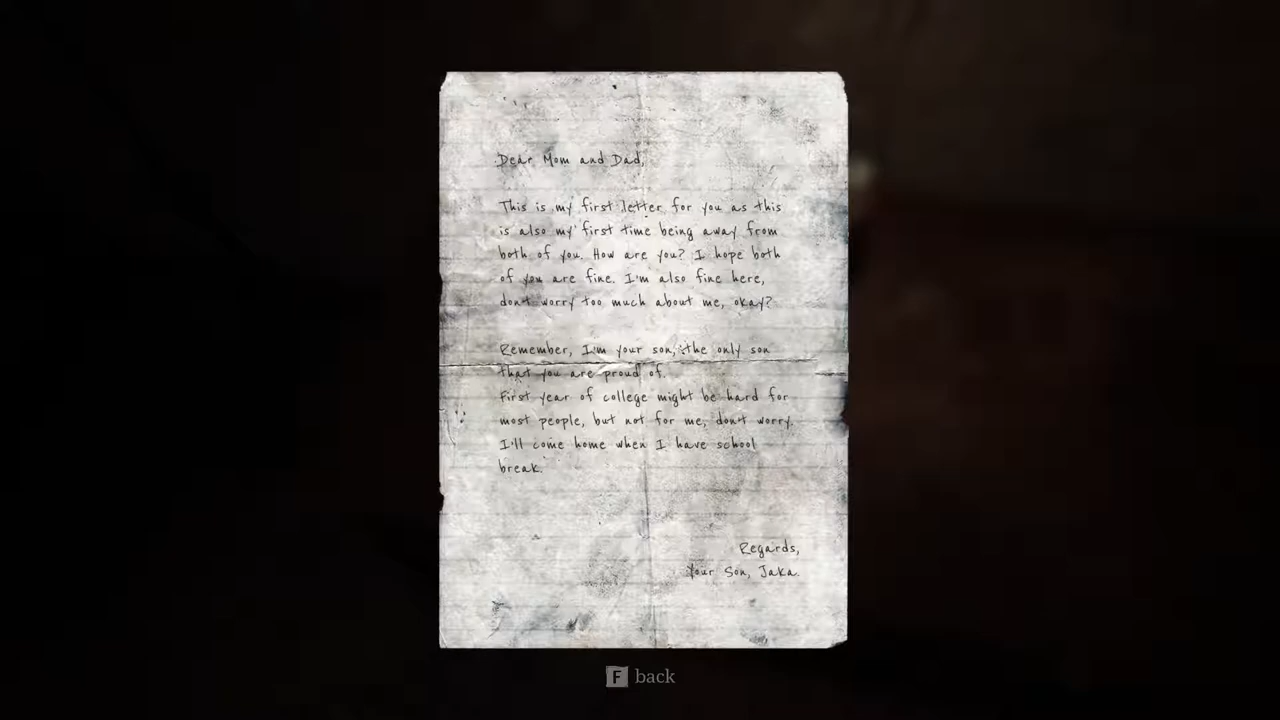 Dear Mom and Dad,
This is my first letter for you as this
is also my first time being away from
both of you. How are you? I hope both
of you are fine. I'm also fine here,
don't worry too much about me, okay?
Remember, I'm your son, the only son
that you are proud of.
First year of college might be hard for
most people, but not for me, don't worry.
I'll come home when I have school
break.
Regards,
Your Son, Jaka.
F back